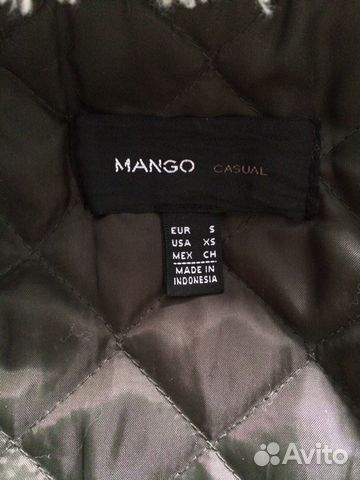 MANGO CASUAL
EUR S
USA XS
MEX CH
MADE IN
INDONESIA
Avito